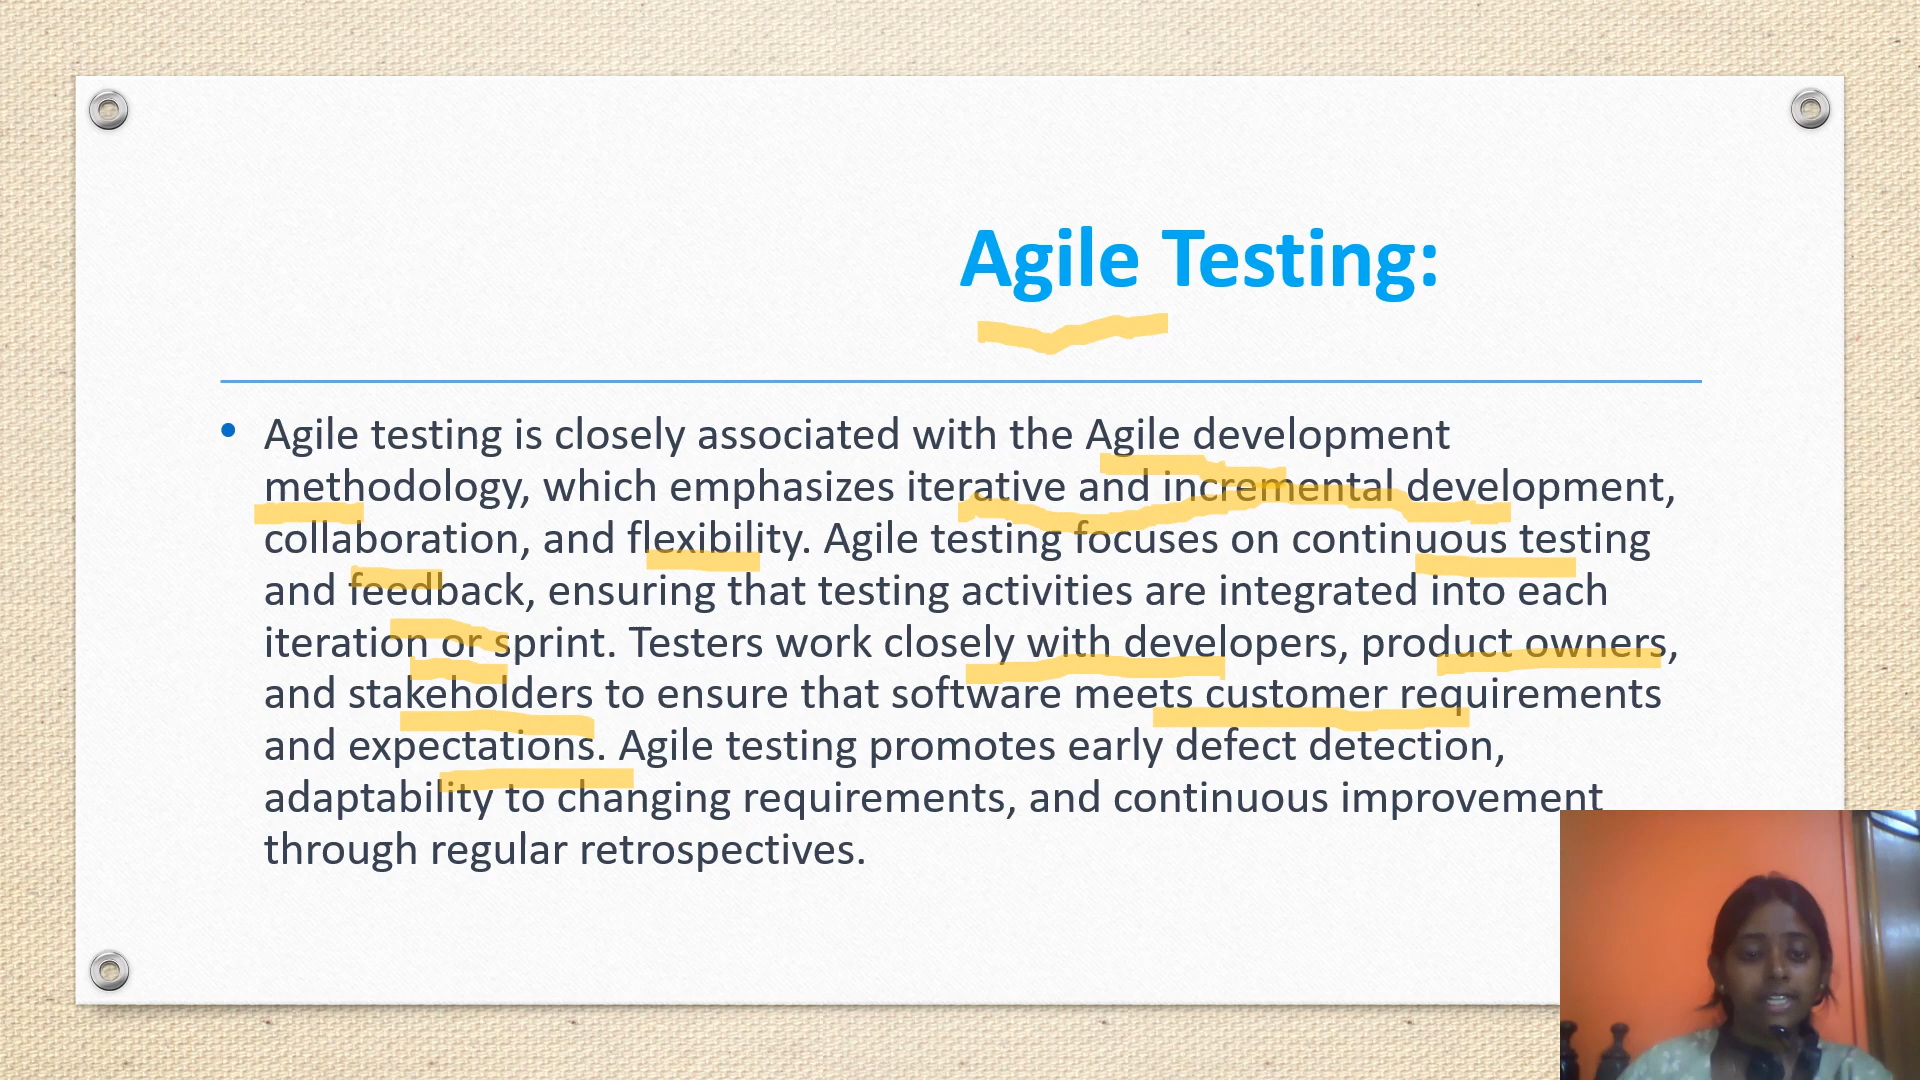 Agile Testing:
• Agile testing is closely associated with the Agile development
methodology, which emphasizes iterative and incremental development,
collaboration, and flexibility. Agile testing focuses on continuous testing
and feedback, ensuring that testing activities are integrated into each
iteration or sprint. Testers work closely with developers, product owners,
and stakeholders to ensure that software meets customer requirements
and expectations. Agile testing promotes early defect detection,
adaptability to changing requirements, and continuous improvement
through regular retrospectives.